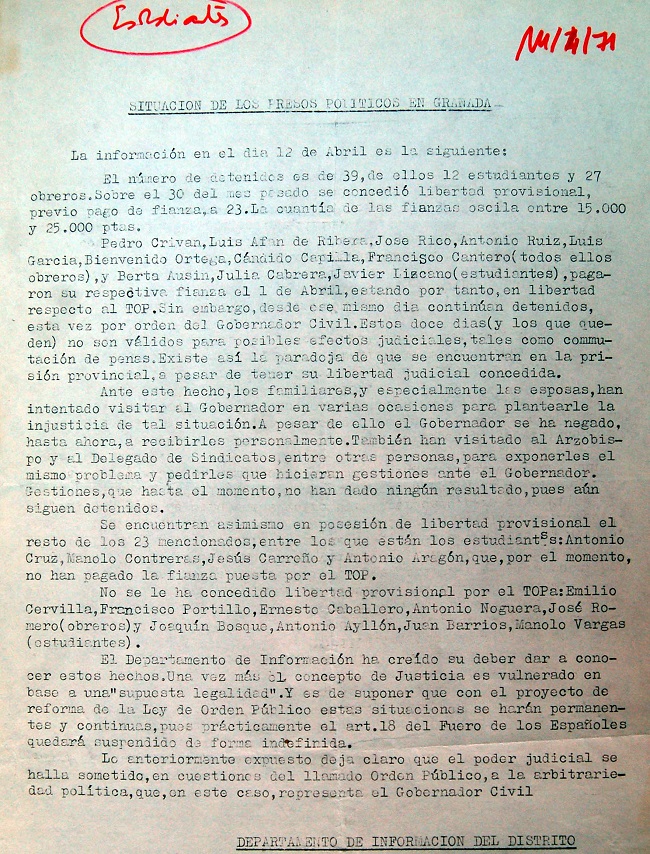 Estudiantes
14/4/71
SITUACION DE LOS PRESOS POLITICOS EN GRANADA
La información en el dia 12 de Abril es la siguiente:
El número de detenidos es de 39,de ellos 12 estudiantes y 27
obreros.Sobre el 30 del mes pasado se concedió libertad provisional,
previo pago de fianza,a 23.La cuantía de las fianzas oscila entre 15.000
y 25.000 ptas.
Pedro Crivan,Luis Afan de Ribera,Jose Rico,Antonio Ruiz,Luis
Garcia,Bienvenido Ortega,Cándido Capilla,Francisco Cantero(todos ellos
obreros),y Berta Ausin,Julia Cabrera,Javier Lizcano(estudiantes),paga-
ron su respectiva fianza el 1 de Abril,estando por tanto,en libertad
respecto al TOP.Sin embargo,desde ese mismo dia continúan detenidos,
esta vez por orden del Gobernador Civil.Estos doce dias(y los que que-
den) no son válidos para posibles efectos judiciales,tales como commu-
tación de penas.Existe así la paradoja de que se encuentran en la pri-
sión provincial,a pesar de tener su libertad judicial concedida.
Ante este hecho,los familiares,y especialmente las esposas,han
intentado visitar al Gobernador en varias ocasiones para plantearle la
injusticia de tal situación.A pesar de ello el Gobernador se ha negado,
hasta ahora,a recibirlos personalmente.También han visitado al Arzobis-
po y al Delegado de Sindicatos,entre otras personas,para exponerles el
mismo problema y pedirles que hicieran gestiones ante el Gobernador.
Gestiones,que hasta el momento,no han dado ningún resultado,pues aún
siguen detenidos.
Se encuentran asimismo en posesión de libertad provisional el
resto de los 23 mencionados,entre los que están los estudiantes:Antonio
Cruz,Manolo Contreras,Jesús Carreño y Antonio Aragón,que,por el momento,
no han pagado la fianza puesta por el TOP.
No se le ha concedido libertad provisional por el TOPa:Emilio
Cervilla,Francisco Portillo,Ernesto Caballero,Antonio Noguera,José Ro-
mero(obreros)y Joaquín Bosque,Antonio Ayllón,Juan Barrios,Manolo Vargas
(estudiantes).
El Departamento de Información ha creído su deber dar a cono-
cer estos hechos.Una vez más el concepto de Justicia es vulnerado en
base a una"supuesta legalidad".Y es de suponer que con el proyecto de
reforma de la Ley de Orden Público estas situaciones se harán permanen-
tes y continuas,pues prácticamente el art.18 del Fuero de los Españoles
quedará suspendido de forma indefinida.
Lo anteriormente expuesto deja claro que el poder judicial se
halla sometido,en cuestiones del llamado Orden Público,a la arbitrarie-
dad política,que,en este caso,representa el Gobernador Civil
DEPARTAMENTO DE INFORMACION DEL DISTRITO